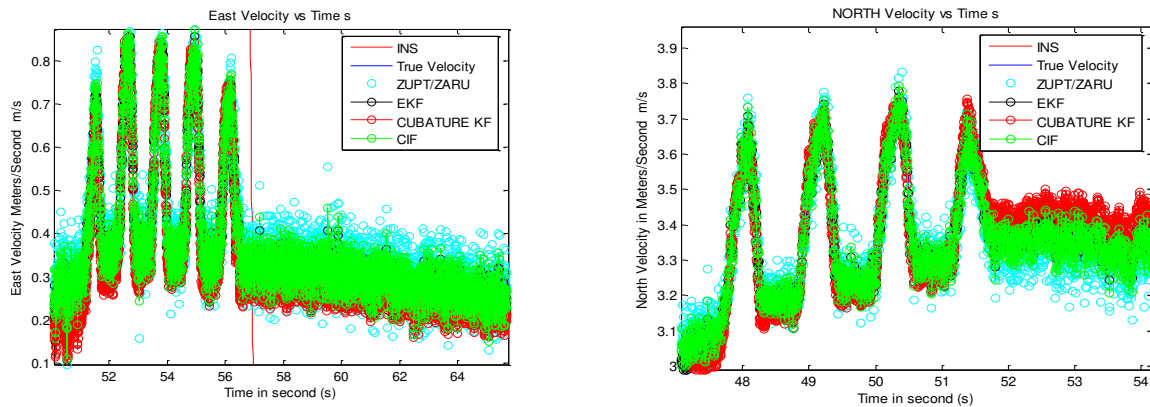 East Velocity vs Time s
0.8
0.7
0.6
0.5
0.4
0.3
0.2
0.1
East Velocity Meters/Second m/s
52
54
56
58
60
62
64
Time in second (s)
INS
True Velocity
ZUPT/ZARU
EKF
CUBATURE KF
CIF
NORTH Velocity vs Time s
3.9
3.8
3.7
3.6
3.5
3.4
3.3
3.2
3.1
3
North Velocity in Meters/Second m/s
48
49
50
51
52
53
54
Time in second (s)
INS
True Velocity
ZUPT/ZARU
EKF
CUBATURE KF
CIF